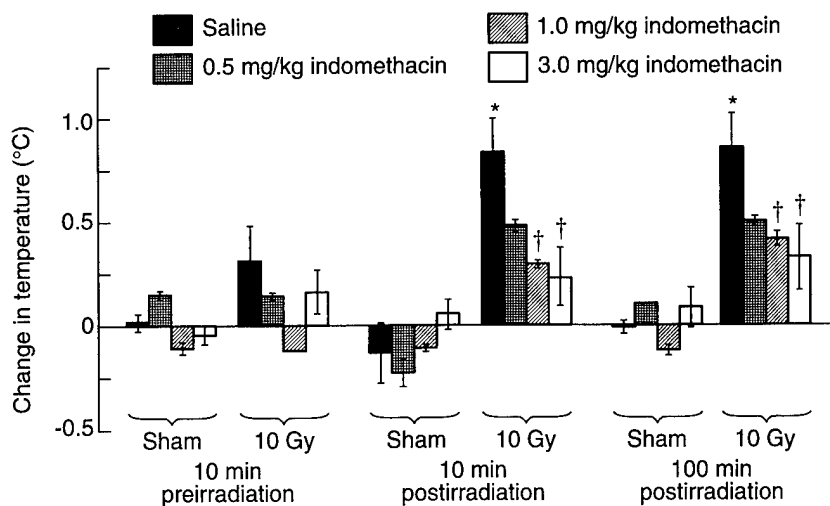 Saline
0.5 mg/kg indomethacin
1.0 mg/kg indomethacin
3.0 mg/kg indomethacin
Change in temperature (°C)
1.0
0.5
0
-0.5
* † † * † †
Sham 10 Gy Sham 10 Gy Sham 10 Gy
10 min 10 min 100 min
preirradiation postirradiation postirradiation